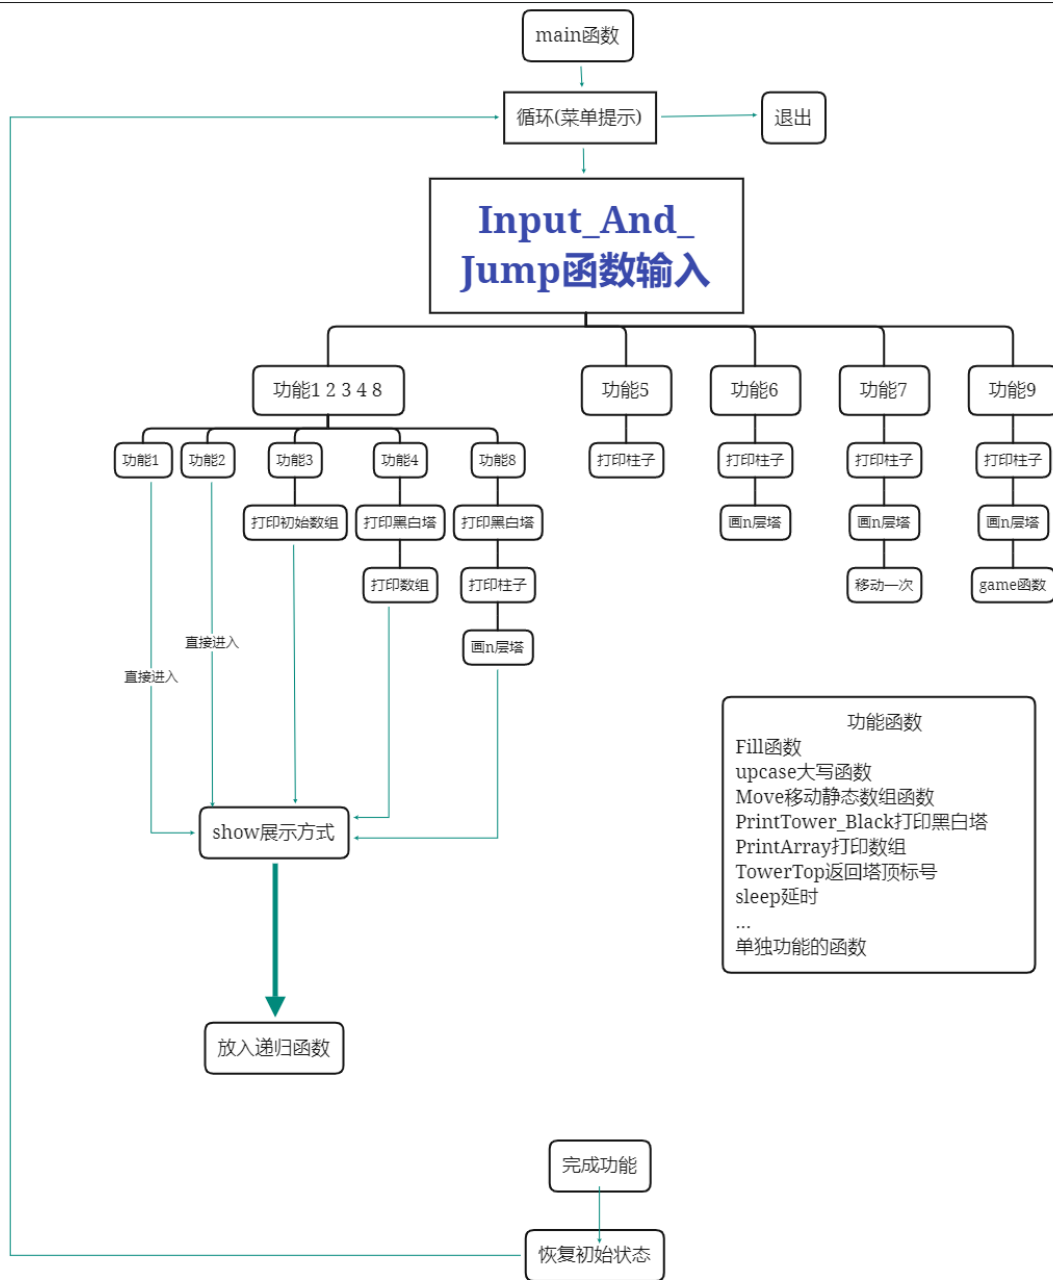 main函数
循环(菜单提示)
退出
Input_And_
Jump函数输入
功能1 2 3 4 8
功能5
功能6
功能7
功能9
功能1
功能2
功能3
功能4
功能8
打印柱子
打印柱子
打印柱子
打印柱子
打印初始数组
打印黑白塔
打印黑白塔
画n层塔
画n层塔
画n层塔
打印数组
打印柱子
移动一次
game函数
直接进入
画n层塔
直接进入
功能函数
Fill函数
upcase大写函数
Move移动静态数组函数
PrintTower_Black打印黑白塔
PrintArray打印数组
TowerTop返回塔顶标号
sleep延时
...
单独功能的函数
show展示方式
放入递归函数
完成功能
恢复初始状态